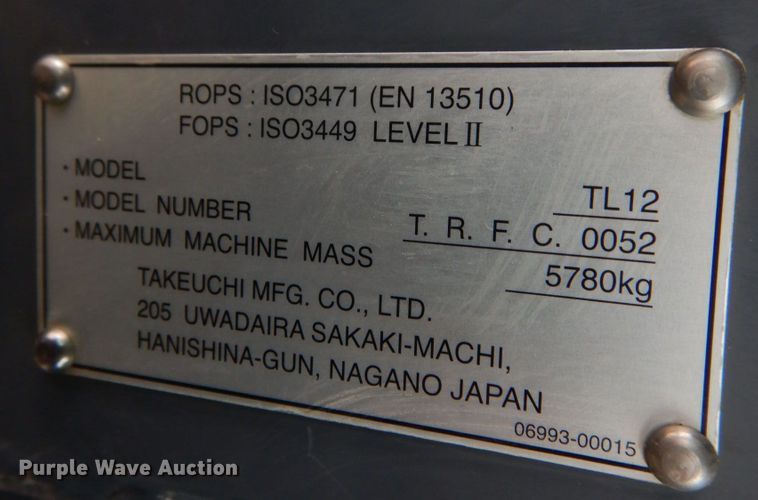 ROPS : ISO3471 (EN 13510)
FOPS : ISO3449 LEVEL Ⅱ
· MODEL TL12
· MODEL NUMBER T. R. F. C. 0052
· MAXIMUM MACHINE MASS 5780kg
TAKEUCHI MFG. CO., LTD.
205 UWADAIRA SAKAKI-MACHI,
HANISHINA-GUN, NAGANO JAPAN
06993-00015
Purple Wave Auction